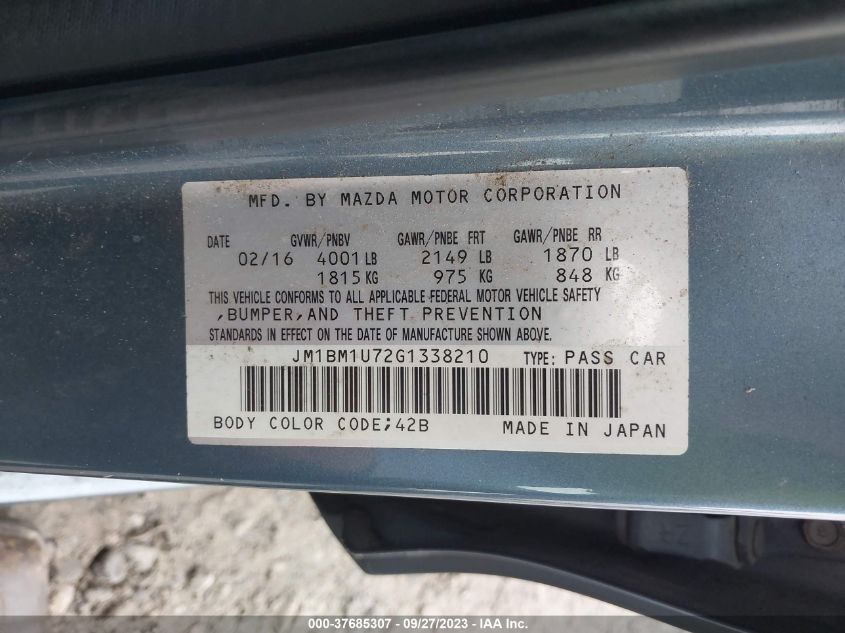 MFD. BY MAZDA MOTOR CORPORATION
DATE GVWR/PNBV GAWR/PNBE FRT GAWR/PNBE RR
02/16 4001 LB 2149 LB 1870 LB
1815 KG 975 KG 848 KG
THIS VEHICLE CONFORMS TO ALL APPLICABLE FEDERAL MOTOR VEHICLE SAFETY
,BUMPER,AND THEFT PREVENTION
STANDARDS IN EFFECT ON THE DATE OF MANUFACTURE SHOWN ABOVE.
JM1BM1U72G1338210 TYPE: PASS CAR
BODY COLOR CODE;42B MADE IN JAPAN
000-37685307 - 09/27/2023 - IAA Inc.